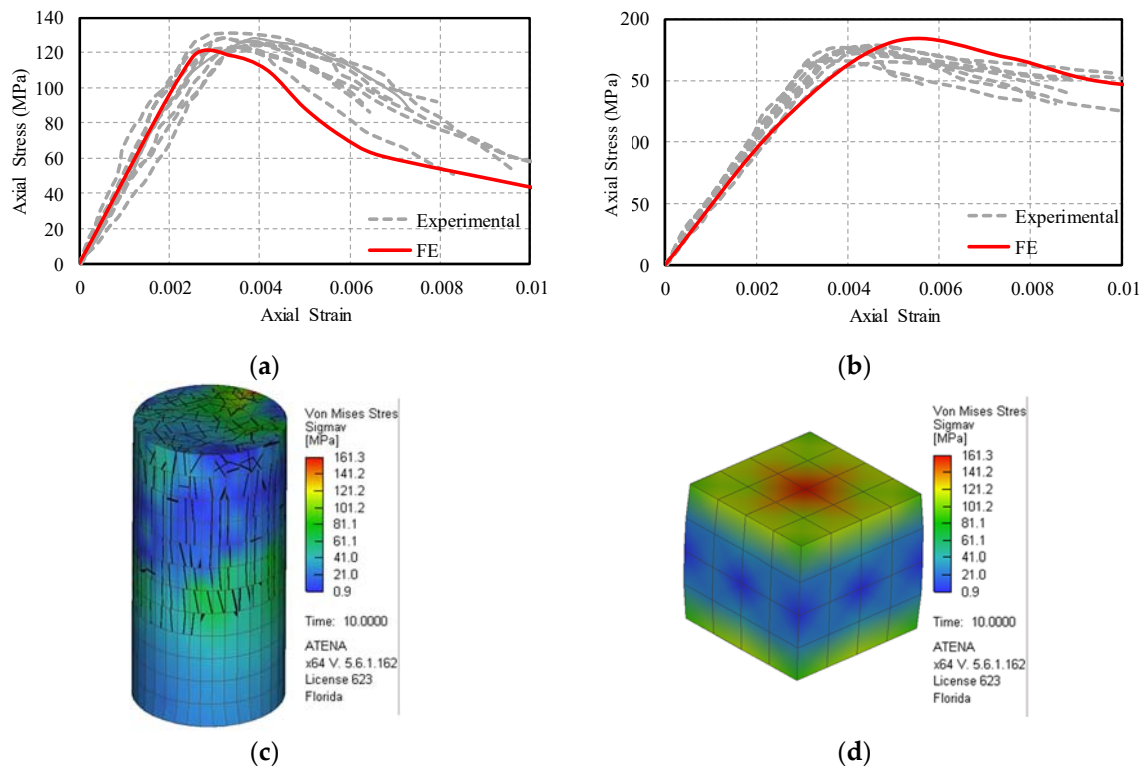 140
120
100
80
60
40
20
0
Axial Stress (MPa)
Experimental
FE
0 0.002 0.004 0.006 0.008 0.01
Axial Strain
(a)
200
50
00
50
0
Axial Stress (MPa)
Experimental
FE
0 0.002 0.004 0.006 0.008 0.01
Axial Strain
(b)
Von Mises Stres
Sigmav
[MPa]
161.3
141.2
121.2
101.2
81.1
61.1
41.0
21.0
0.9
Time: 10.0000
ATENA
x64 V. 5.6.1.162
License 623
Florida
(c)
Von Mises Stres
Sigmav
[MPa]
161.3
141.2
121.2
101.2
81.1
61.1
41.0
21.0
0.9
Time: 10.0000
ATENA
x64 V. 5.6.1.162
License 623
Florida
(d)